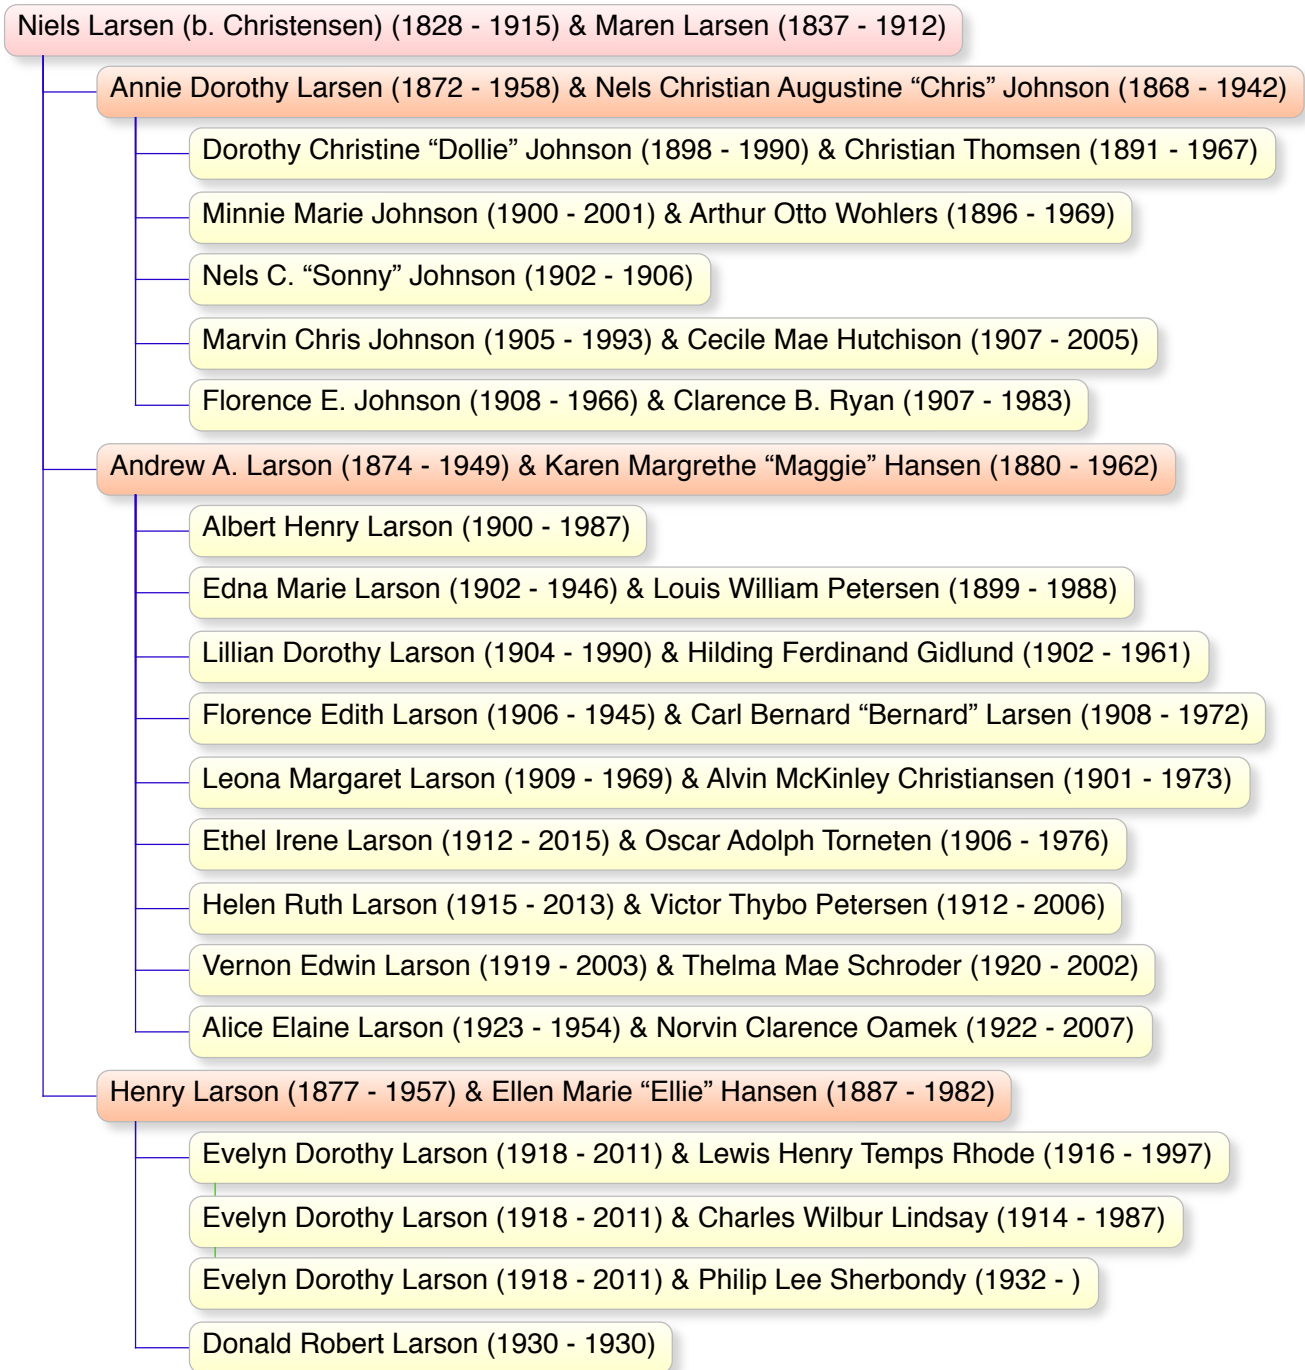 Niels Larsen (b. Christensen) (1828 - 1915) & Maren Larsen (1837 - 1912)
Annie Dorothy Larsen (1872 - 1958) & Nels Christian Augustine “Chris” Johnson (1868 - 1942)
Dorothy Christine “Dollie” Johnson (1898 - 1990) & Christian Thomsen (1891 - 1967)
Minnie Marie Johnson (1900 - 2001) & Arthur Otto Wohlers (1896 - 1969)
Nels C. “Sonny” Johnson (1902 - 1906)
Marvin Chris Johnson (1905 - 1993) & Cecile Mae Hutchison (1907 - 2005)
Florence E. Johnson (1908 - 1966) & Clarence B. Ryan (1907 - 1983)
Andrew A. Larson (1874 - 1949) & Karen Margrethe “Maggie” Hansen (1880 - 1962)
Albert Henry Larson (1900 - 1987)
Edna Marie Larson (1902 - 1946) & Louis William Petersen (1899 - 1988)
Lillian Dorothy Larson (1904 - 1990) & Hilding Ferdinand Gidlund (1902 - 1961)
Florence Edith Larson (1906 - 1945) & Carl Bernard “Bernard” Larsen (1908 - 1972)
Leona Margaret Larson (1909 - 1969) & Alvin McKinley Christiansen (1901 - 1973)
Ethel Irene Larson (1912 - 2015) & Oscar Adolph Torneten (1906 - 1976)
Helen Ruth Larson (1915 - 2013) & Victor Thybo Petersen (1912 - 2006)
Vernon Edwin Larson (1919 - 2003) & Thelma Mae Schroder (1920 - 2002)
Alice Elaine Larson (1923 - 1954) & Norvin Clarence Oamek (1922 - 2007)
Henry Larson (1877 - 1957) & Ellen Marie “Ellie” Hansen (1887 - 1982)
Evelyn Dorothy Larson (1918 - 2011) & Lewis Henry Temps Rhode (1916 - 1997)
Evelyn Dorothy Larson (1918 - 2011) & Charles Wilbur Lindsay (1914 - 1987)
Evelyn Dorothy Larson (1918 - 2011) & Philip Lee Sherbondy (1932 - )
Donald Robert Larson (1930 - 1930)